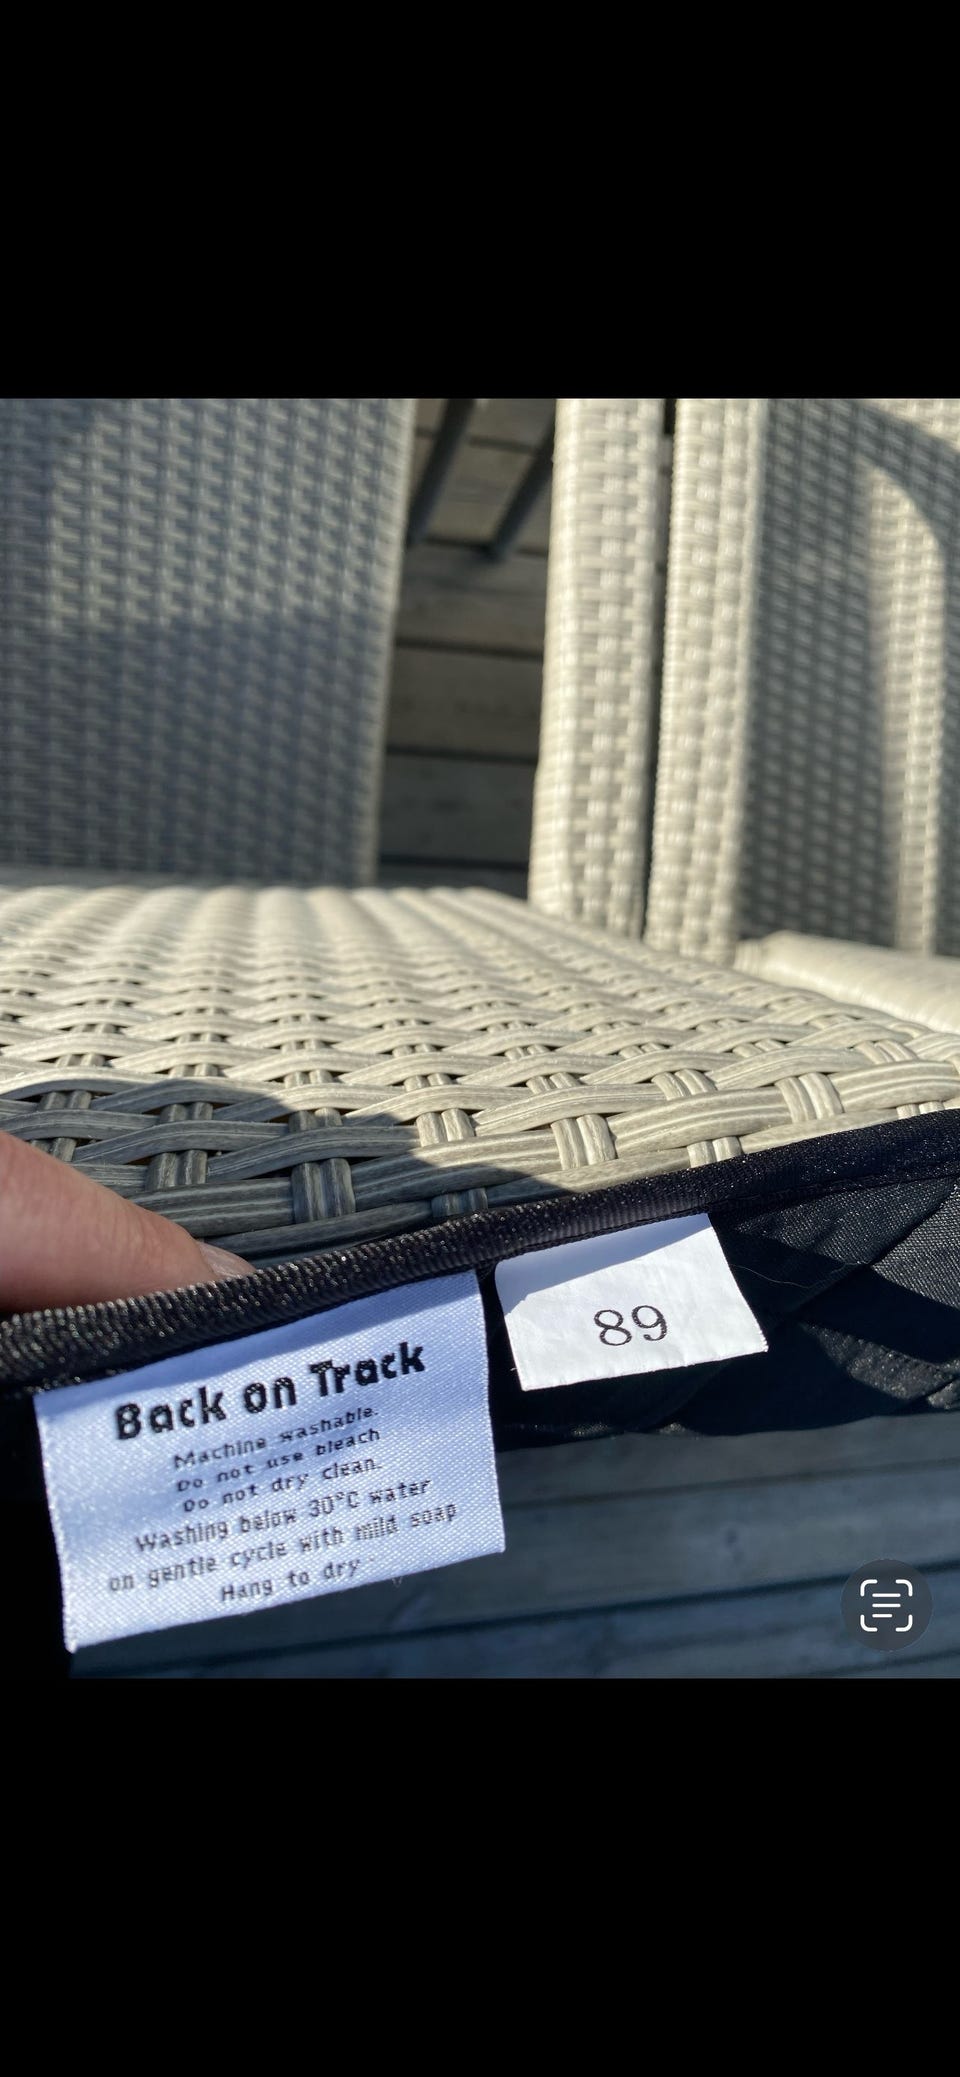 Back on Track
Machine washable.
Do not use bleach
Do not dry clean.
Washing below 30°C water
on gentle cycle with mild soap
Hang to dry
89